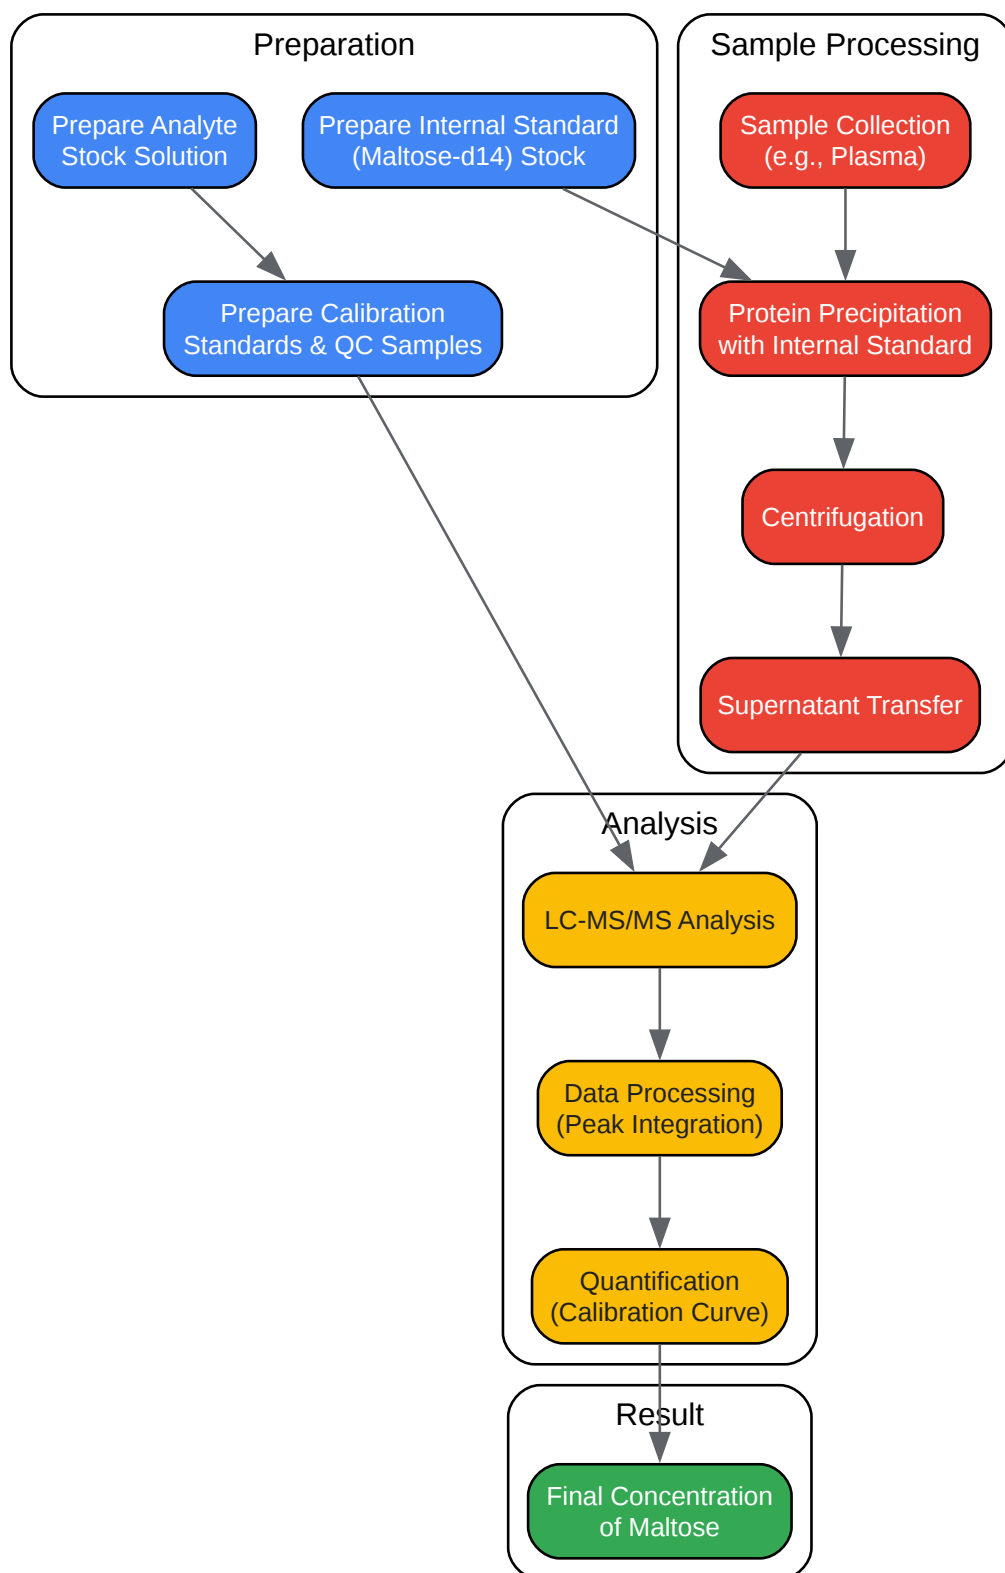 Preparation
Prepare Analyte
Stock Solution
Prepare Internal Standard
(Maltose-d14) Stock
Prepare Calibration
Standards & QC Samples
Sample Processing
Sample Collection
(e.g., Plasma)
Protein Precipitation
with Internal Standard
Centrifugation
Supernatant Transfer
Analysis
LC-MS/MS Analysis
Data Processing
(Peak Integration)
Quantification
(Calibration Curve)
Result
Final Concentration
of Maltose